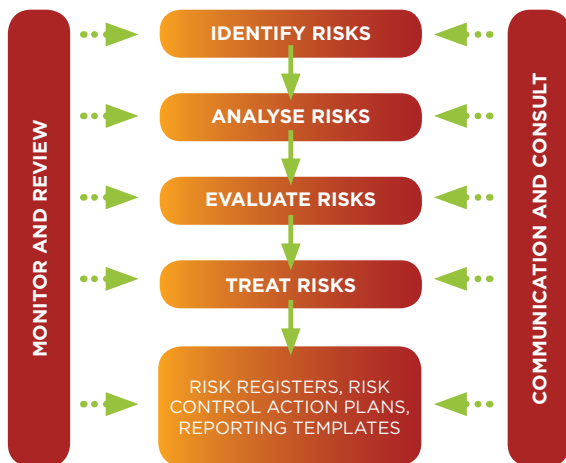 MONITOR AND REVIEW
IDENTIFY RISKS
ANALYSE RISKS
EVALUATE RISKS
TREAT RISKS
RISK REGISTERS, RISK
CONTROL ACTION PLANS,
REPORTING TEMPLATES
COMMUNICATION AND CONSULT